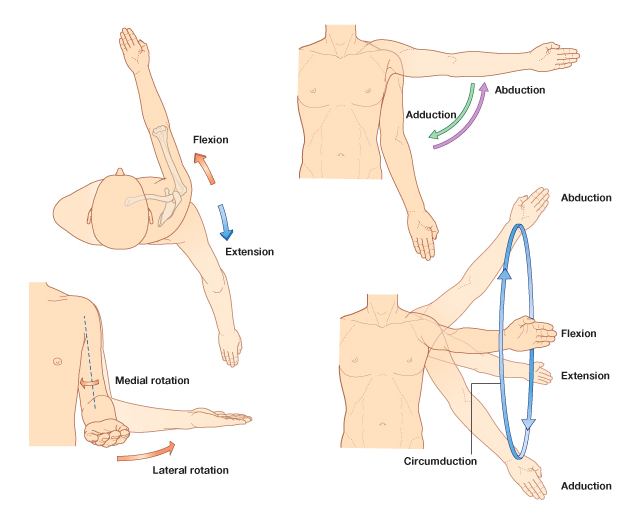 Flexion
Extension
Medial rotation
Lateral rotation
Abduction
Adduction
Abduction
Flexion
Extension
Circumduction
Adduction